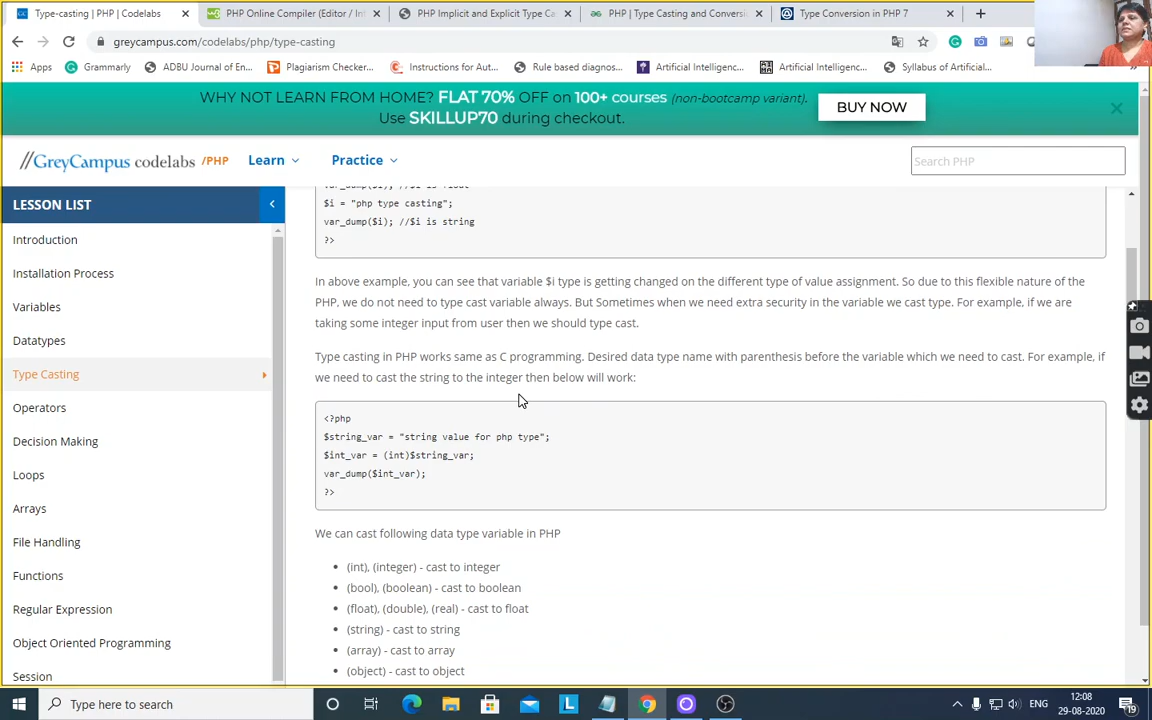 Type-casting | PHP | Codelabs
PHP Online Compiler (Editor / Int
PHP Implicit and Explicit Type Ca
PHP | Type Casting and Conversi
Type Conversion in PHP 7
greycampus.com/codelabs/php/type-casting
Apps
Grammarly
ADBU Journal of En...
Plagiarism Checker...
Instructions for Aut...
Rule based diagnos...
Artificial Intelligenc...
Artificial Intelligenc...
Syllabus of Artificial...
WHY NOT LEARN FROM HOME? FLAT 70% OFF on 100+ courses (non-bootcamp variant).
Use SKILLUP70 during checkout.
BUY NOW
//GreyCampus codelabs /PHP
Learn
Practice
Search PHP
LESSON LIST
Introduction
Installation Process
Variables
Datatypes
Type Casting
Operators
Decision Making
Loops
Arrays
File Handling
Functions
Regular Expression
Object Oriented Programming
Session
var_dump($i); //$i is float
$i = "php type casting";
var_dump($i); //$i is string
?>
In above example, you can see that variable $i type is getting changed on the different type of value assignment. So due to this flexible nature of the
PHP, we do not need to type cast variable always. But Sometimes when we need extra security in the variable we cast type. For example, if we are
taking some integer input from user then we should type cast.
Type casting in PHP works same as C programming. Desired data type name with parenthesis before the variable which we need to cast. For example, if
we need to cast the string to the integer then below will work:
<?php
$string_var = "string value for php type";
$int_var = (int)$string_var;
var_dump($int_var);
?>
We can cast following data type variable in PHP
• (int), (integer) - cast to integer
• (bool), (boolean) - cast to boolean
• (float), (double), (real) - cast to float
• (string) - cast to string
• (array) - cast to array
• (object) - cast to object
Type here to search
ENG
12:08
29-08-2020
19